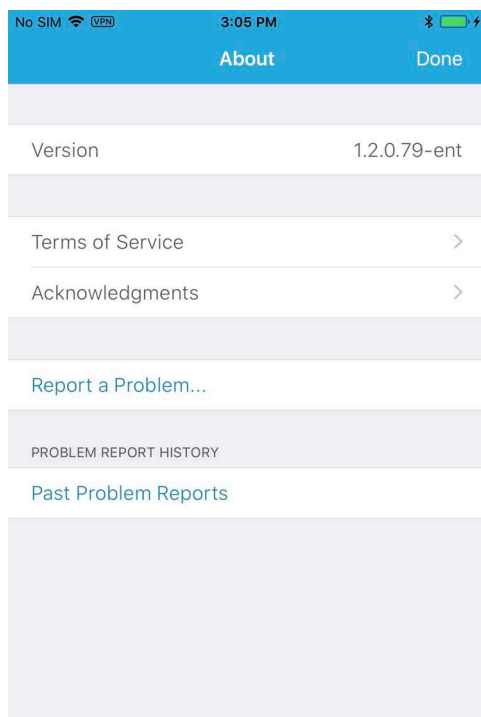 No SIM VPN 3:05 PM
About Done
Version 1.2.0.79-ent
Terms of Service
Acknowledgments
Report a Problem...
PROBLEM REPORT HISTORY
Past Problem Reports